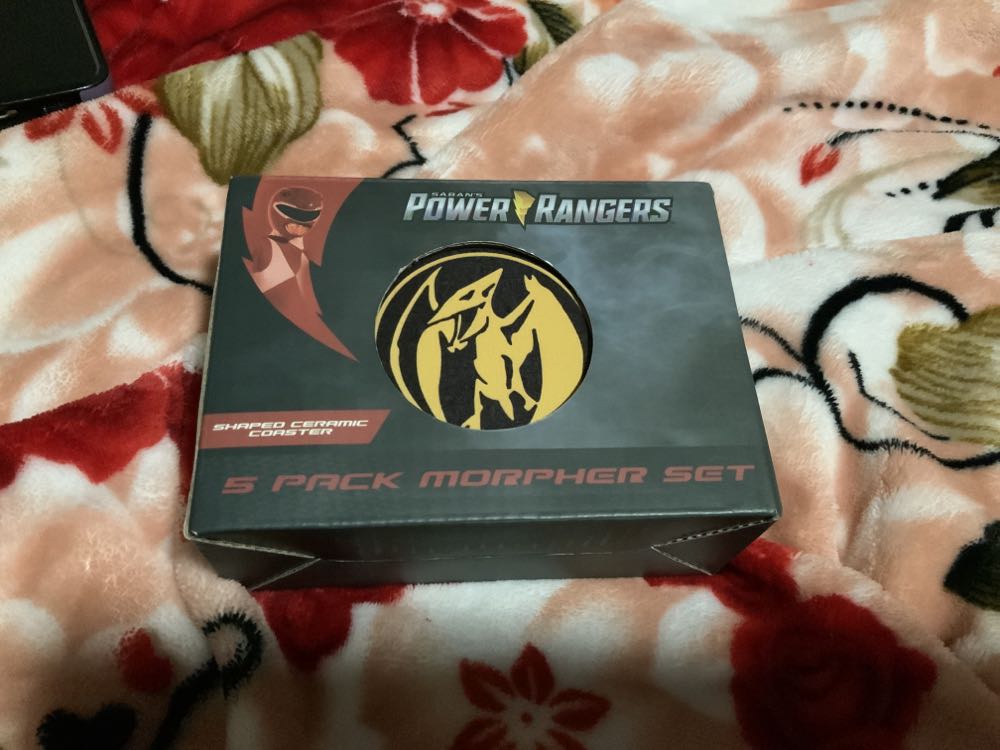 SABAN'S
POWER RANGERS
SHAPED CERAMIC
COASTER
5 PACK MORPHER SET